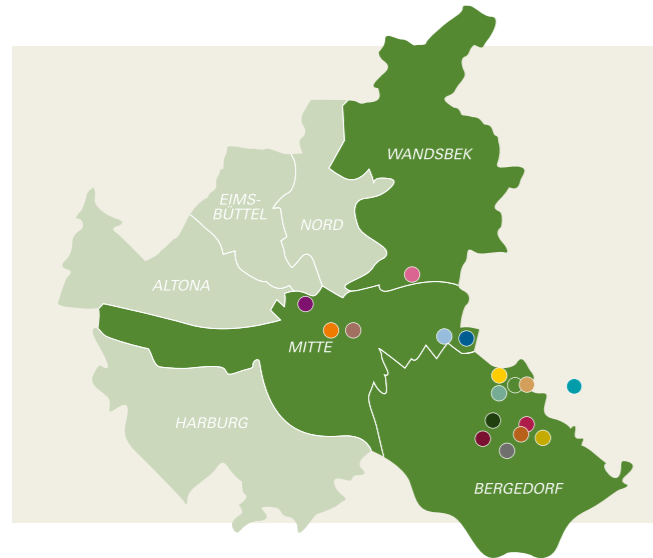 WANDSBEK
EIMS-
BÜTTEL
NORD
ALTONA
MITTE
HARBURG
BERGEDORF